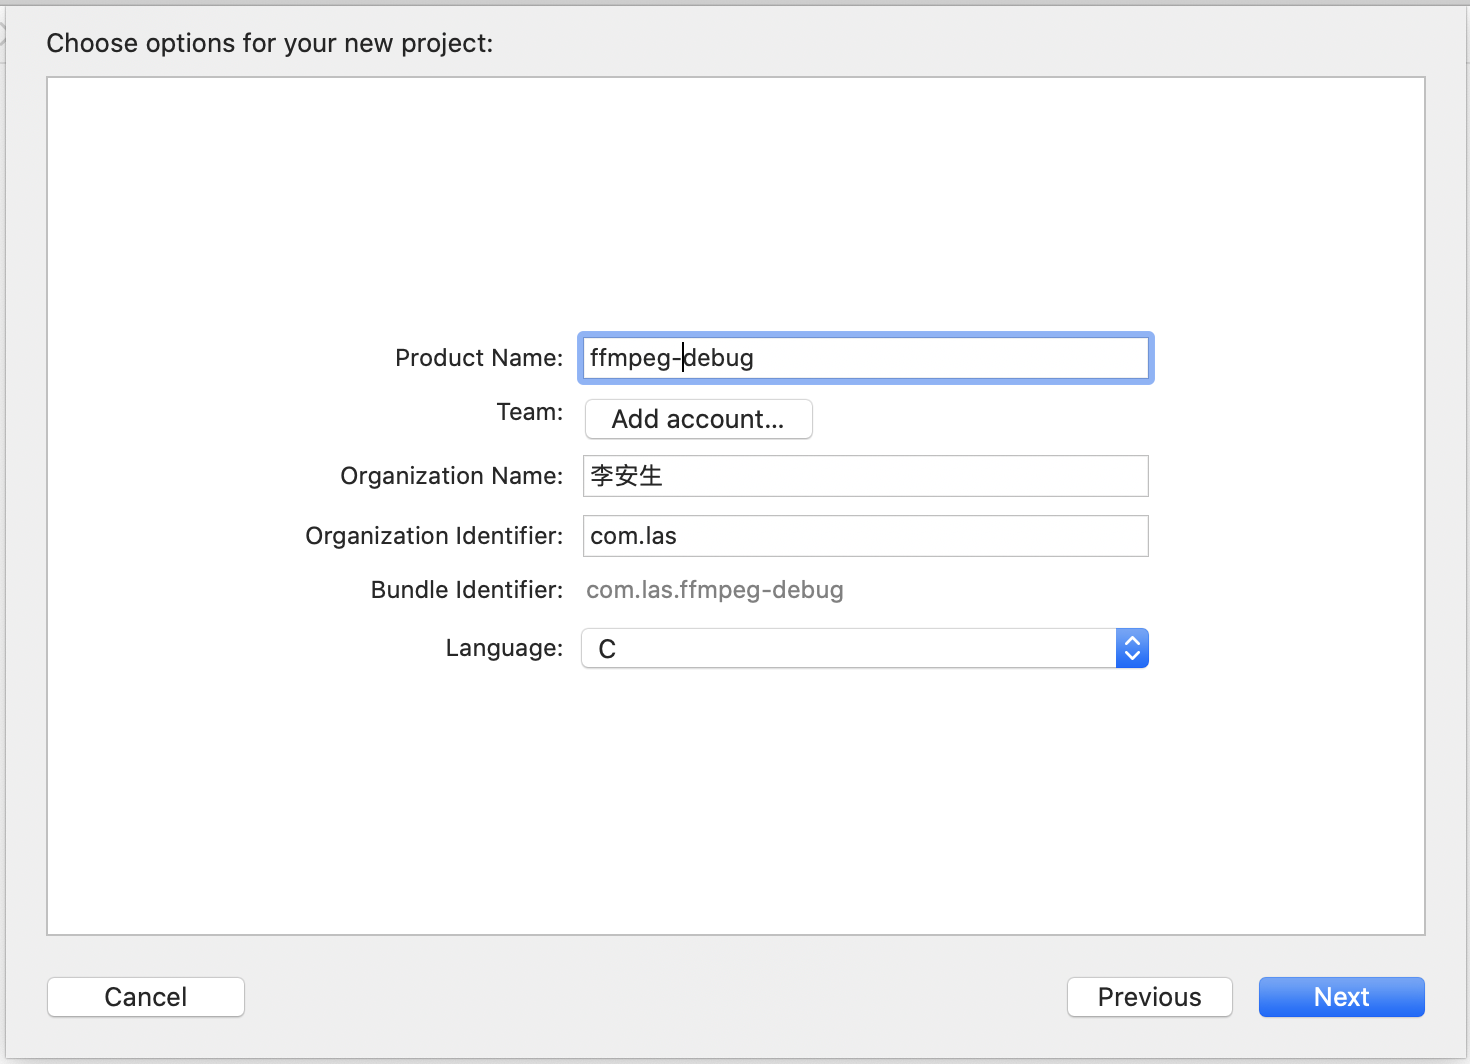 Choose options for your new project:
Product Name: ffmpeg-debug
Team: Add account...
Organization Name: 李安生
Organization Identifier: com.las
Bundle Identifier: com.las.ffmpeg-debug
Language: C
Cancel Previous Next